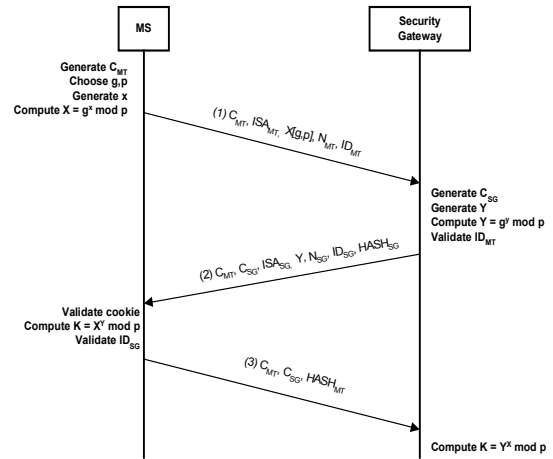 MS
Security
Gateway
Generate C_MT
Choose g,p
Generate x
Compute X = g^x mod p
(1) C_MT, ISA_MT, X[g,p], N_MT, ID_MT
Generate C_SG
Generate Y
Compute Y = g^y mod p
Validate ID_MT
(2) C_MT, C_SG, ISA_SG, Y, N_SG, ID_SG, HASH_SG
Validate cookie
Compute K = X^Y mod p
Validate ID_SG
(3) C_MT, C_SG, HASH_MT
Compute K = Y^X mod p